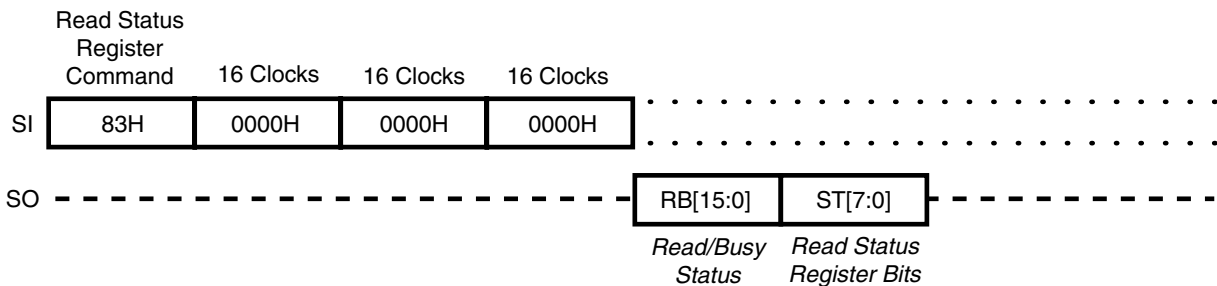 Read Status
Register
Command
16 Clocks
16 Clocks
16 Clocks
SI
83H
0000H
0000H
0000H
SO
RB[15:0]
ST[7:0]
Read/Busy
Status
Read Status
Register Bits